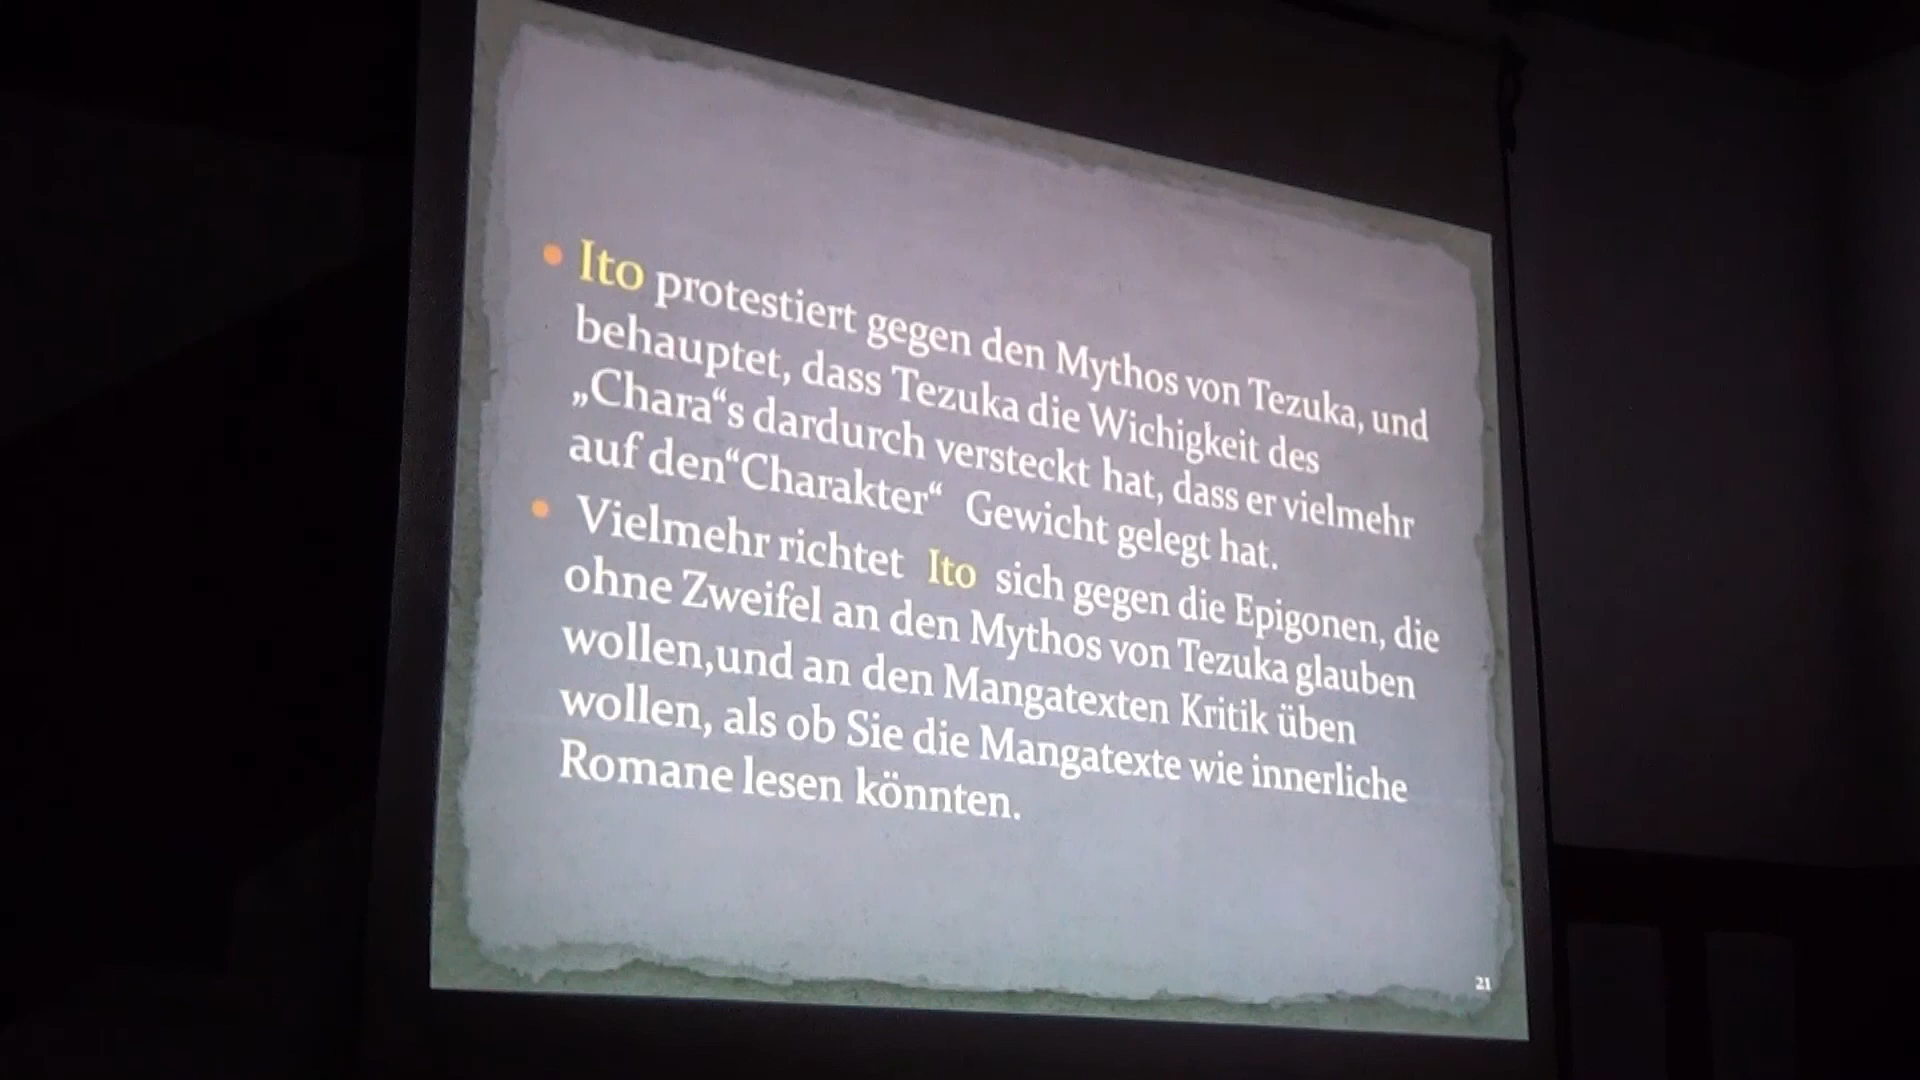 • Ito protestiert gegen den Mythos von Tezuka, und
behauptet, dass Tezuka die Wichigkeit des
„Chara“s dardurch versteckt hat, dass er vielmehr
auf den“Charakter“ Gewicht gelegt hat.
• Vielmehr richtet Ito sich gegen die Epigonen, die
ohne Zweifel an den Mythos von Tezuka glauben
wollen,und an den Mangatexten Kritik üben
wollen, als ob Sie die Mangatexte wie innerliche
Romane lesen könnten.
21